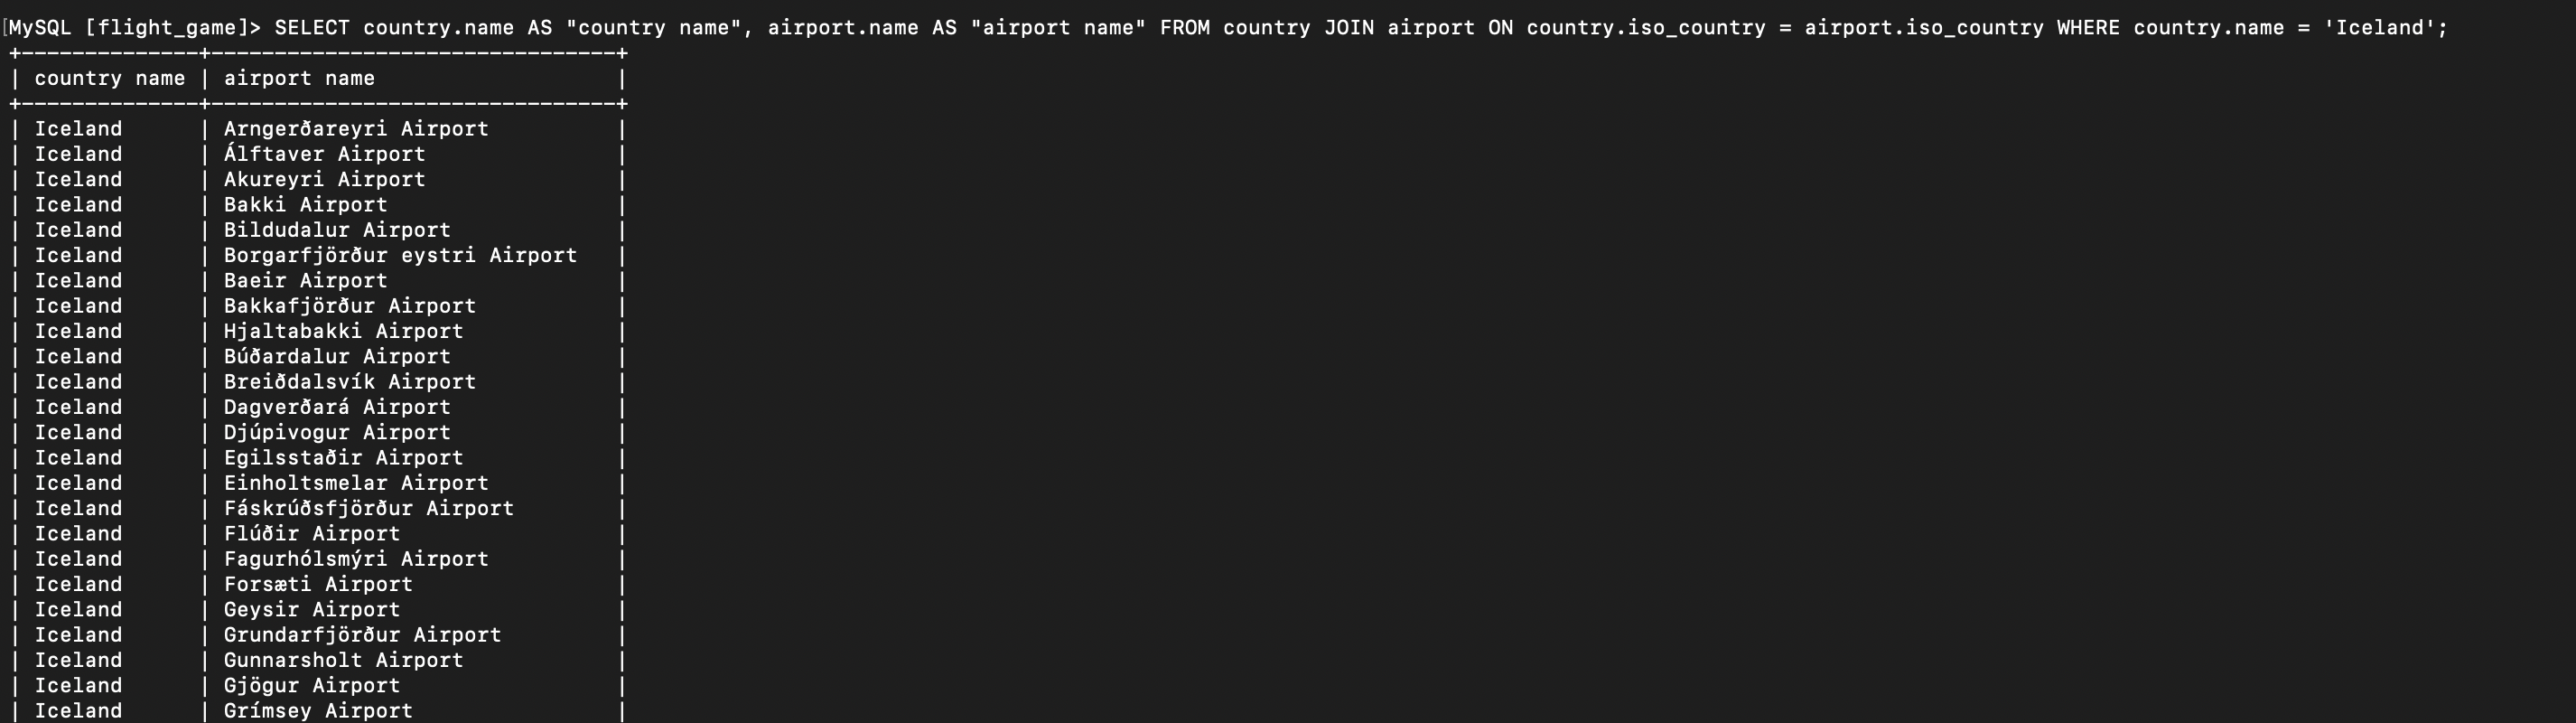 [MySQL [flight_game]> SELECT country.name AS "country name", airport.name AS "airport name" FROM country JOIN airport ON country.iso_country = airport.iso_country WHERE country.name = 'Iceland';
+--------------+--------------------------------+
| country name | airport name                   |
+--------------+--------------------------------+
| Iceland      | Arngerðareyri Airport          |
| Iceland      | Álftaver Airport               |
| Iceland      | Akureyri Airport               |
| Iceland      | Bakki Airport                  |
| Iceland      | Bildudalur Airport             |
| Iceland      | Borgarfjörður eystri Airport   |
| Iceland      | Baeir Airport                  |
| Iceland      | Bakkafjörður Airport           |
| Iceland      | Hjaltabakki Airport            |
| Iceland      | Búðardalur Airport             |
| Iceland      | Breiðdalsvík Airport           |
| Iceland      | Dagverðará Airport             |
| Iceland      | Djúpivogur Airport             |
| Iceland      | Egilsstaðir Airport            |
| Iceland      | Einholtsmelar Airport          |
| Iceland      | Fáskrúðsfjörður Airport        |
| Iceland      | Flúðir Airport                 |
| Iceland      | Fagurhólsmýri Airport          |
| Iceland      | Forsæti Airport                |
| Iceland      | Geysir Airport                 |
| Iceland      | Grundarfjörður Airport         |
| Iceland      | Gunnarsholt Airport            |
| Iceland      | Gjögur Airport                 |
| Iceland      | Grímsey Airport                |